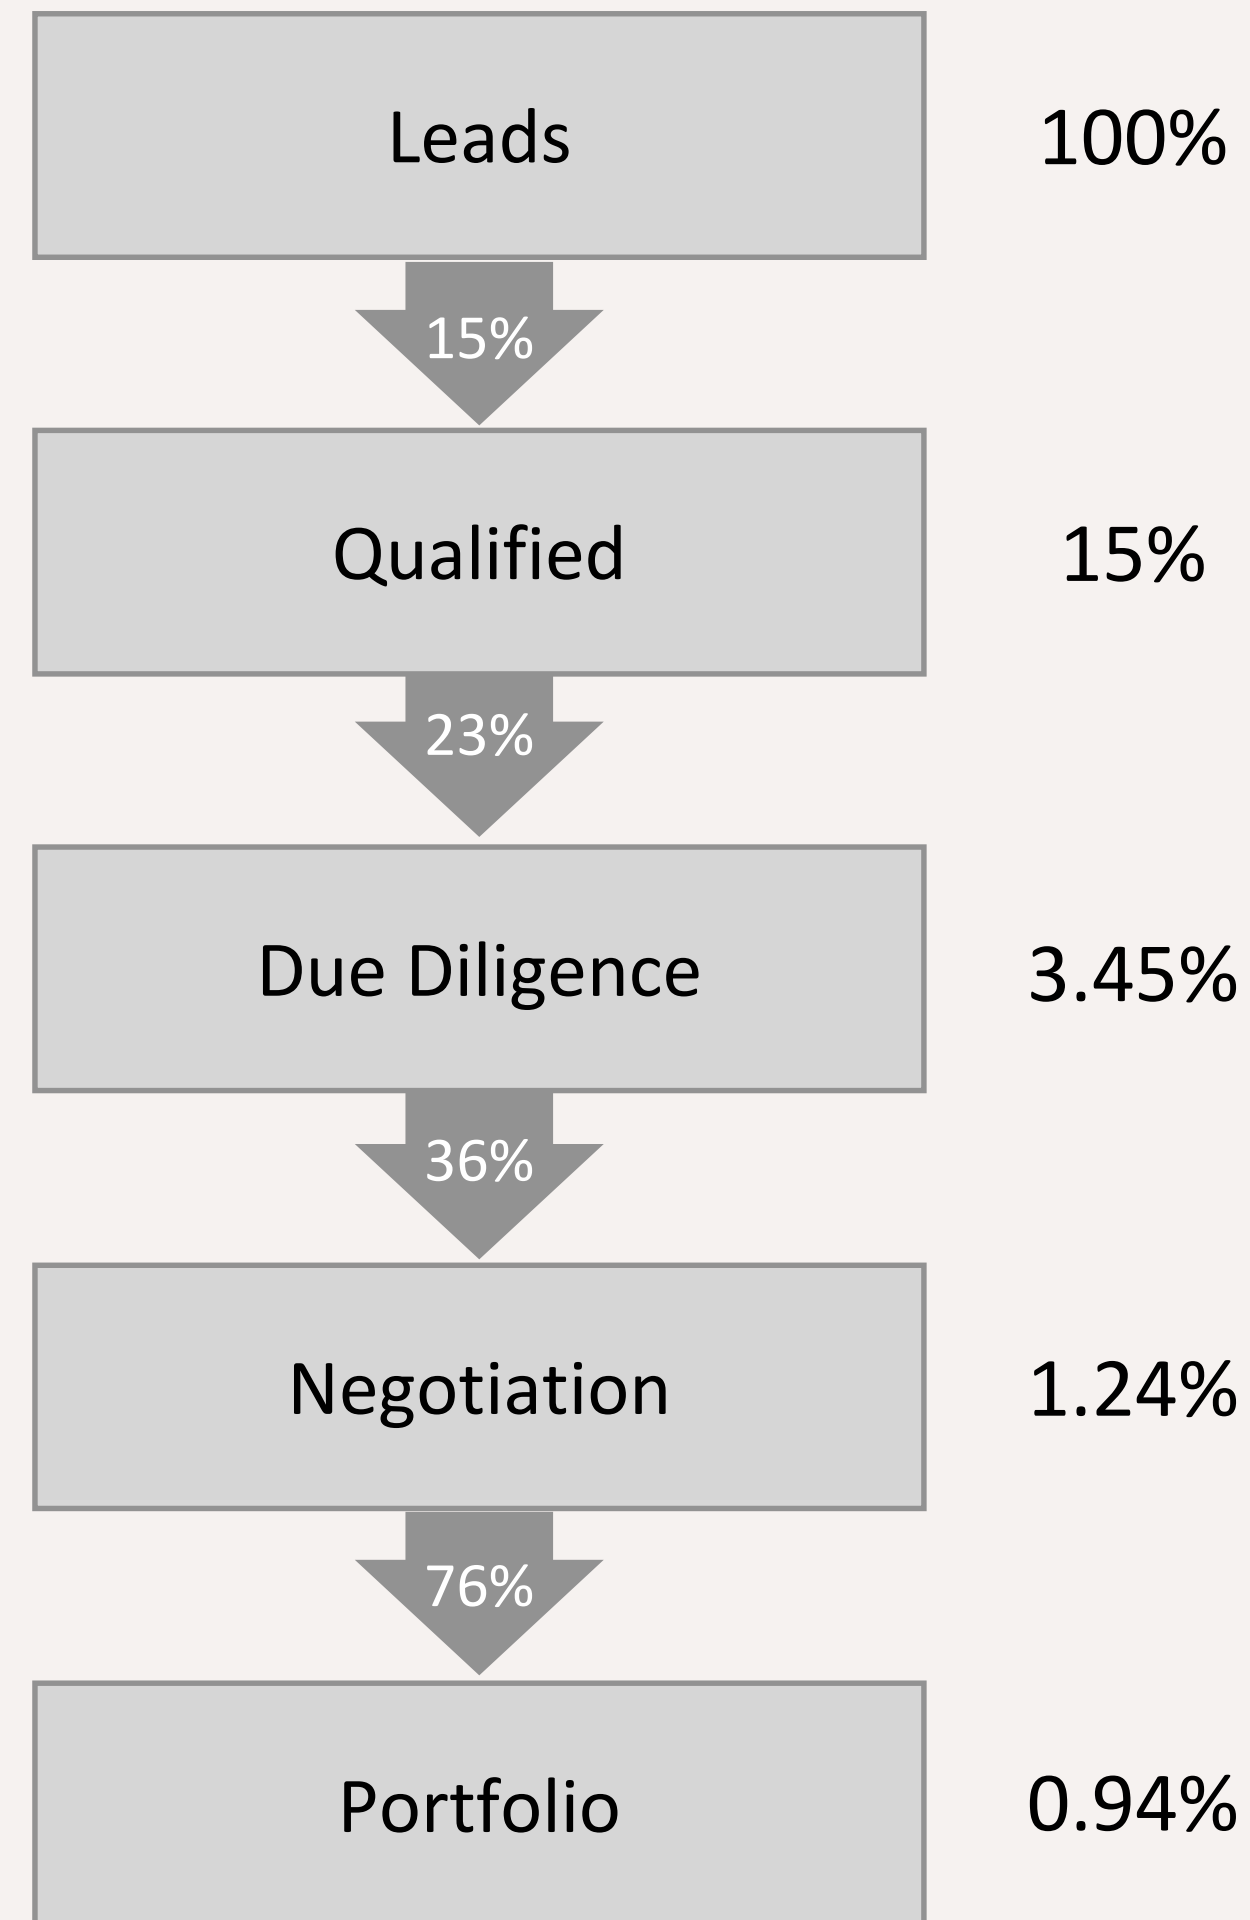 Leads 100%
15%
Qualified 15%
23%
Due Diligence 3.45%
36%
Negotiation 1.24%
76%
Portfolio 0.94%